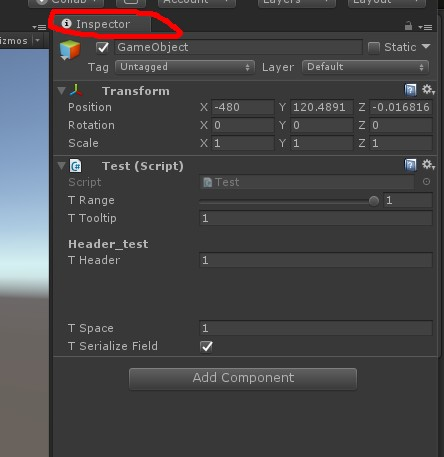 Collab Account Layers Layout
Inspector
izmos
GameObject Static
Tag Untagged Layer Default
Transform
Position X -480 Y 120.4891 Z -0.016816
Rotation X 0 Y 0 Z 0
Scale X 1 Y 1 Z 1
Test (Script)
Script Test
T Range 1
T Tooltip 1
Header_test
T Header 1
T Space 1
T Serialize Field
Add Component